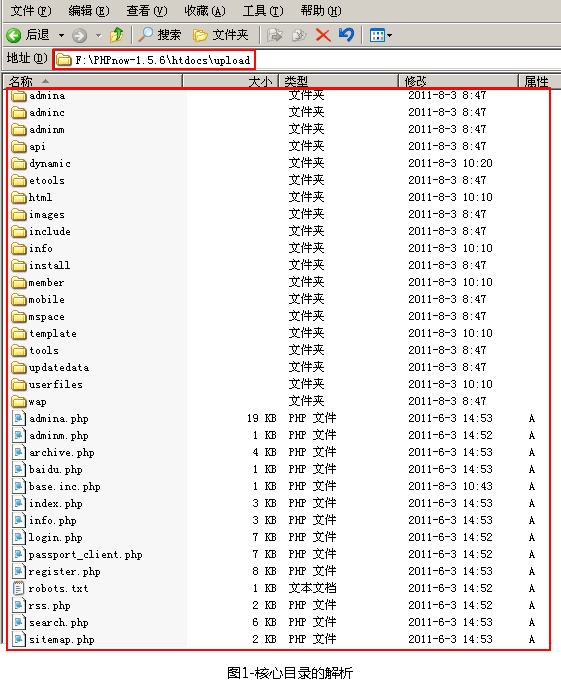 文件(F) 编辑(E) 查看(V) 收藏(A) 工具(T) 帮助(H)
后退 搜索 文件夹
地址(D) F:\PHPnow-1.5.6\htdocs\upload
名称 大小 类型 修改 属性
admina 文件夹 2011-8-3 8:47
adminc 文件夹 2011-8-3 8:47
adminm 文件夹 2011-8-3 8:47
api 文件夹 2011-8-3 8:47
dynamic 文件夹 2011-8-3 10:20
etools 文件夹 2011-8-3 8:47
html 文件夹 2011-8-3 10:10
images 文件夹 2011-8-3 8:47
include 文件夹 2011-8-3 8:47
info 文件夹 2011-8-3 10:10
install 文件夹 2011-8-3 8:47
member 文件夹 2011-8-3 10:10
mobile 文件夹 2011-8-3 8:47
mspace 文件夹 2011-8-3 8:47
template 文件夹 2011-8-3 10:10
tools 文件夹 2011-8-3 8:47
updatedata 文件夹 2011-8-3 8:47
userfiles 文件夹 2011-8-3 10:10
wap 文件夹 2011-8-3 8:47
admina.php 19 KB PHP 文件 2011-6-3 14:53 A
adminm.php 1 KB PHP 文件 2011-6-3 14:52 A
archive.php 4 KB PHP 文件 2011-6-3 14:53 A
baidu.php 1 KB PHP 文件 2011-6-3 14:53 A
base.inc.php 1 KB PHP 文件 2011-8-3 10:43 A
index.php 3 KB PHP 文件 2011-6-3 14:53 A
info.php 3 KB PHP 文件 2011-6-3 14:53 A
login.php 7 KB PHP 文件 2011-6-3 14:52 A
passport_client.php 7 KB PHP 文件 2011-6-3 14:52 A
register.php 8 KB PHP 文件 2011-6-3 14:53 A
robots.txt 1 KB 文本文档 2011-6-3 14:52 A
rss.php 2 KB PHP 文件 2011-6-3 14:52 A
search.php 6 KB PHP 文件 2011-6-3 14:53 A
sitemap.php 2 KB PHP 文件 2011-6-3 14:53 A
图1-核心目录的解析